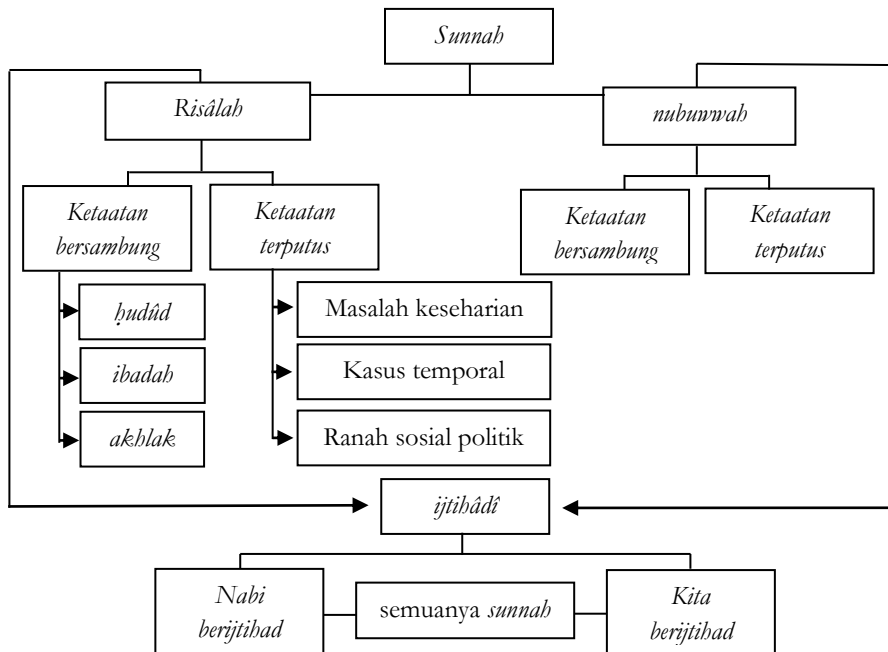 Sunnah
Risâlah
nubuwwah
Ketaatan
bersambung
Ketaatan
terputus
Ketaatan
bersambung
Ketaatan
terputus
ḥudûd
Masalah keseharian
ibadah
Kasus temporal
akhlak
Ranah sosial politik
ijtihâdî
Nabi
berijtihad
semuanya sunnah
Kita
berijtihad